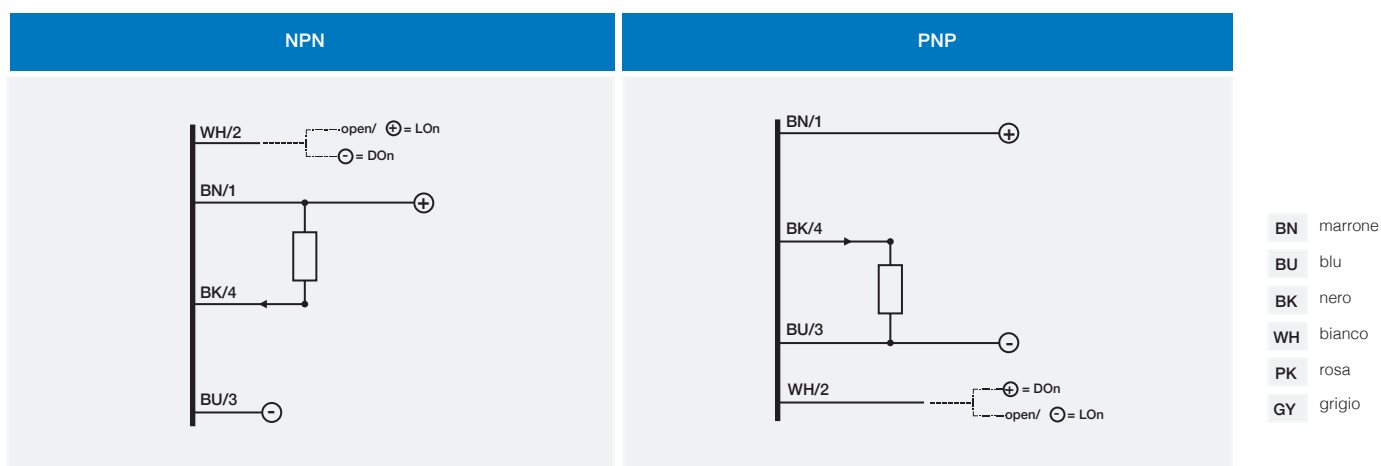 NPN
PNP
WH/2
open/ + = LOn
- = DOn
BN/1
+
BK/4
BU/3
-
BN/1
+
BK/4
BU/3
-
WH/2
+ = DOn
open/ - = LOn
BN marrone
BU blu
BK nero
WH bianco
PK rosa
GY grigio